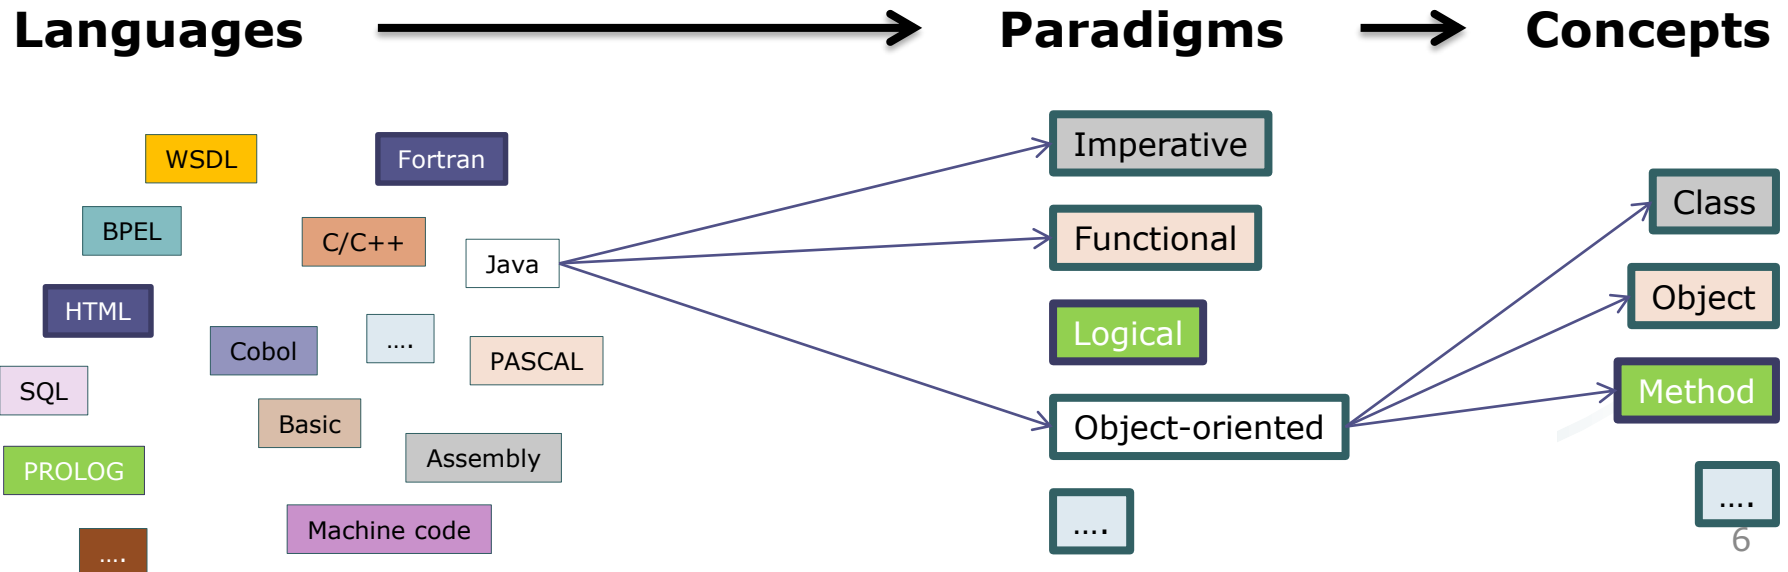 Languages
Paradigms
Concepts
WSDL
Fortran
BPEL
C/C++
Java
HTML
Cobol
....
PASCAL
SQL
Basic
Assembly
PROLOG
Machine code
....
Imperative
Functional
Logical
Object-oriented
....
Class
Object
Method
....
6